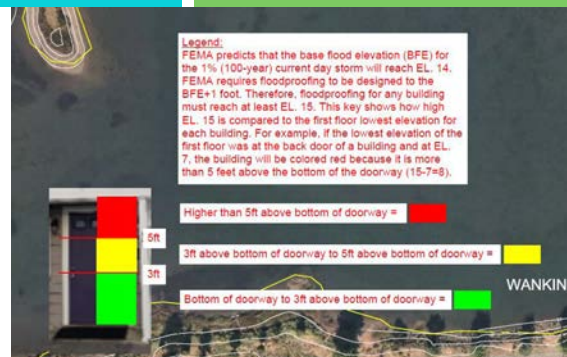 Legend:
FEMA predicts that the base flood elevation (BFE) for
the 1% (100-year) current day storm will reach EL. 14.
FEMA requires floodproofing to be designed to the
BFE+1 foot. Therefore, floodproofing for any building
must reach at least EL. 15. This key shows how high
EL. 15 is compared to the first floor lowest elevation for
each building. For example, if the lowest elevation of the
first floor was at the back door of a building and at EL.
7, the building will be colored red because it is more
than 5 feet above the bottom of the doorway (15-7=8).
Higher than 5ft above bottom of doorway =
5ft
3ft above bottom of doorway to 5ft above bottom of doorway =
3ft
WANKIN
Bottom of doorway to 3ft above bottom of doorway =